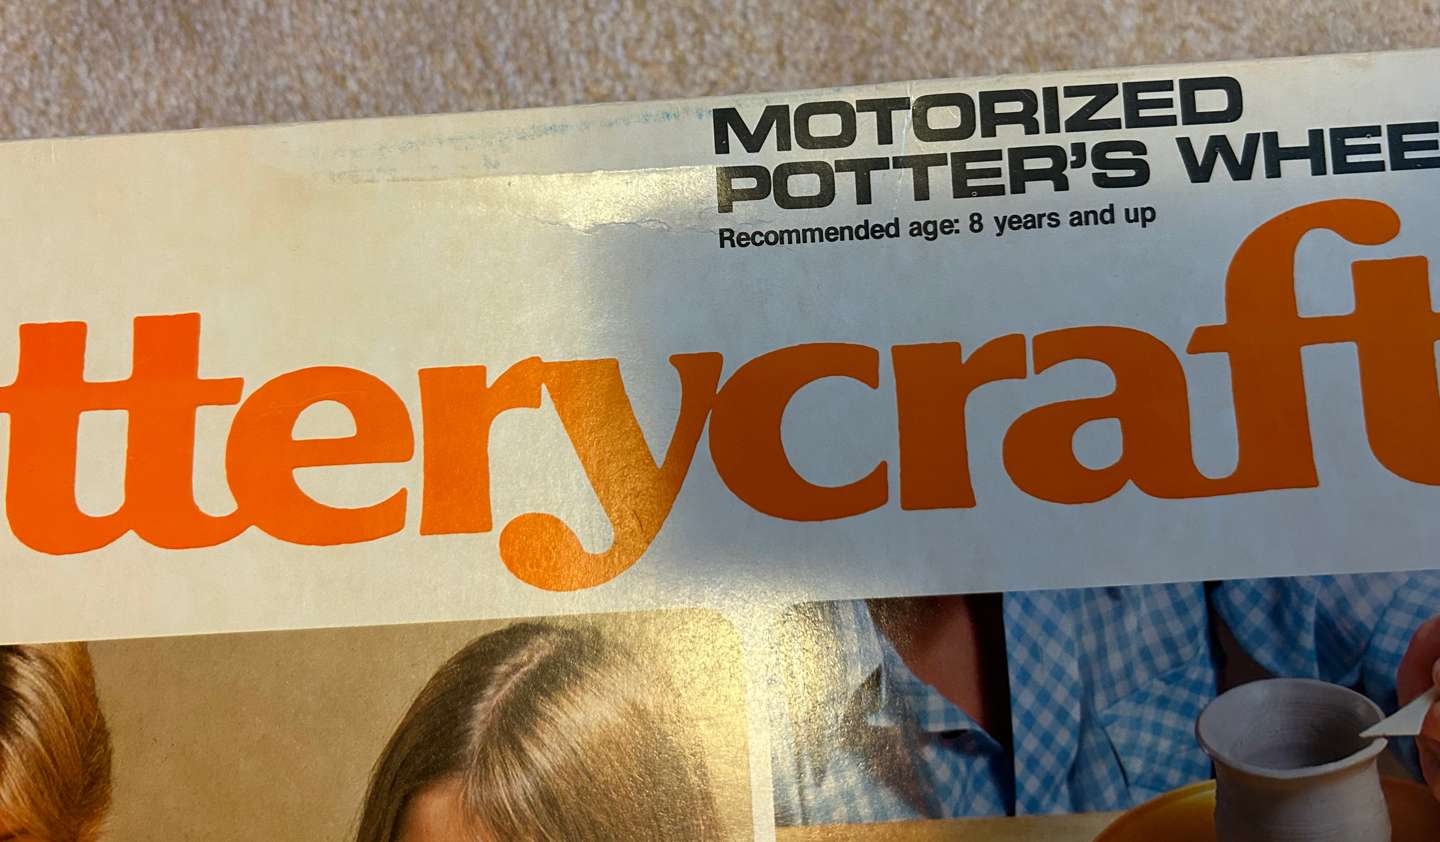 MOTORIZED
POTTER'S WHEE
Recommended age: 8 years and up
tterycraft